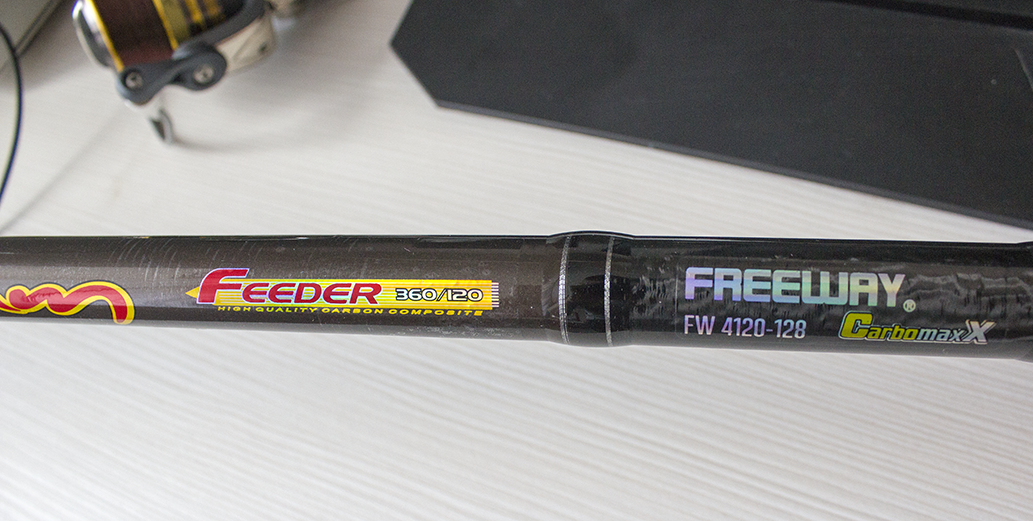 FEEDER 360/120
HIGH QUALITY CARBON COMPOSITE
FREEWAY®
FW 4120-128 CarbomaxX